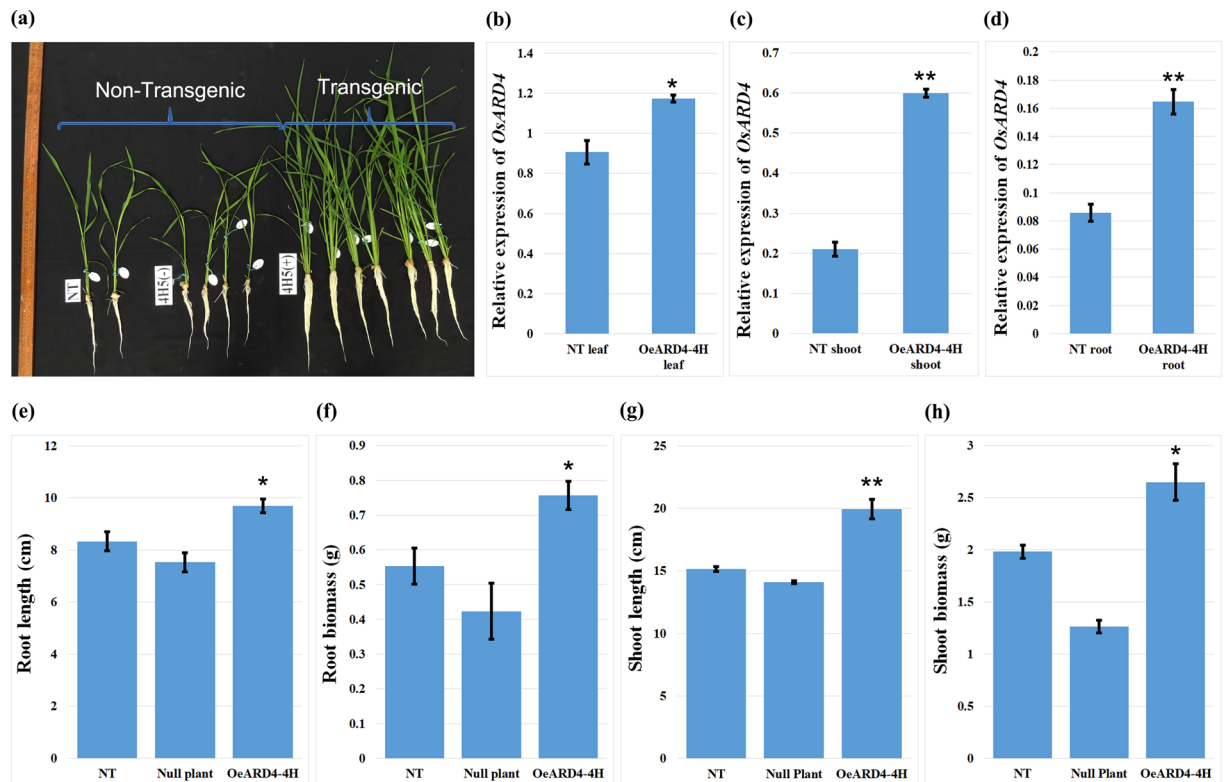 (a)
Non-Transgenic
Transgenic
NT
4H5(-)
4H5(+)
(b)
Relative expression of OsARD4
1.4
1.2
1
0.8
0.6
0.4
0.2
0
*
NT leaf
OeARD4-4H
leaf
(c)
Relative expression of OsARD4
0.7
0.6
0.5
0.4
0.3
0.2
0.1
0
**
NT shoot
OeARD4-4H
shoot
(d)
Relative expression of OsARD4
0.2
0.18
0.16
0.14
0.12
0.1
0.08
0.06
0.04
0.02
0
**
NT root
OeARD4-4H
root
(e)
Root length (cm)
12
10
8
6
4
2
0
*
NT
Null plant
OeARD4-4H
(f)
Root biomass (g)
0.9
0.8
0.7
0.6
0.5
0.4
0.3
0.2
0.1
0
*
NT
Null plant
OeARD4-4H
(g)
Shoot length (cm)
25
20
15
10
5
0
**
NT
Null Plant
OeARD4-4H
(h)
Shoot biomass (g)
3
2.5
2
1.5
1
0.5
0
*
NT
Null Plant
OeARD4-4H